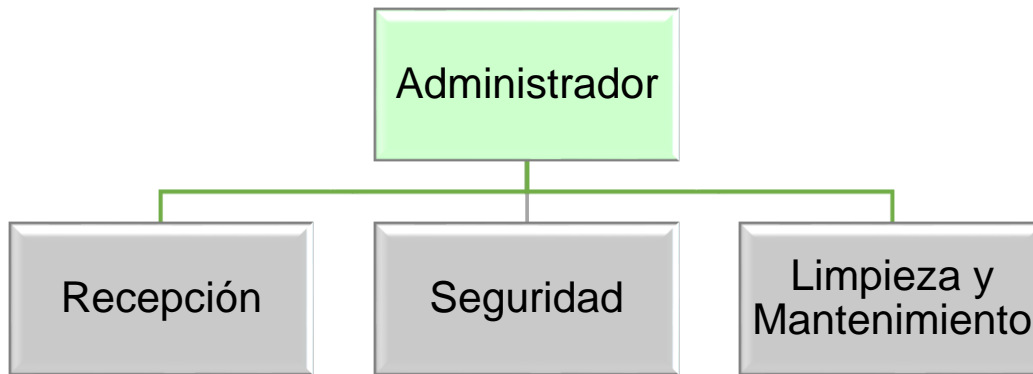 Administrador
Recepción
Seguridad
Limpieza y
Mantenimiento